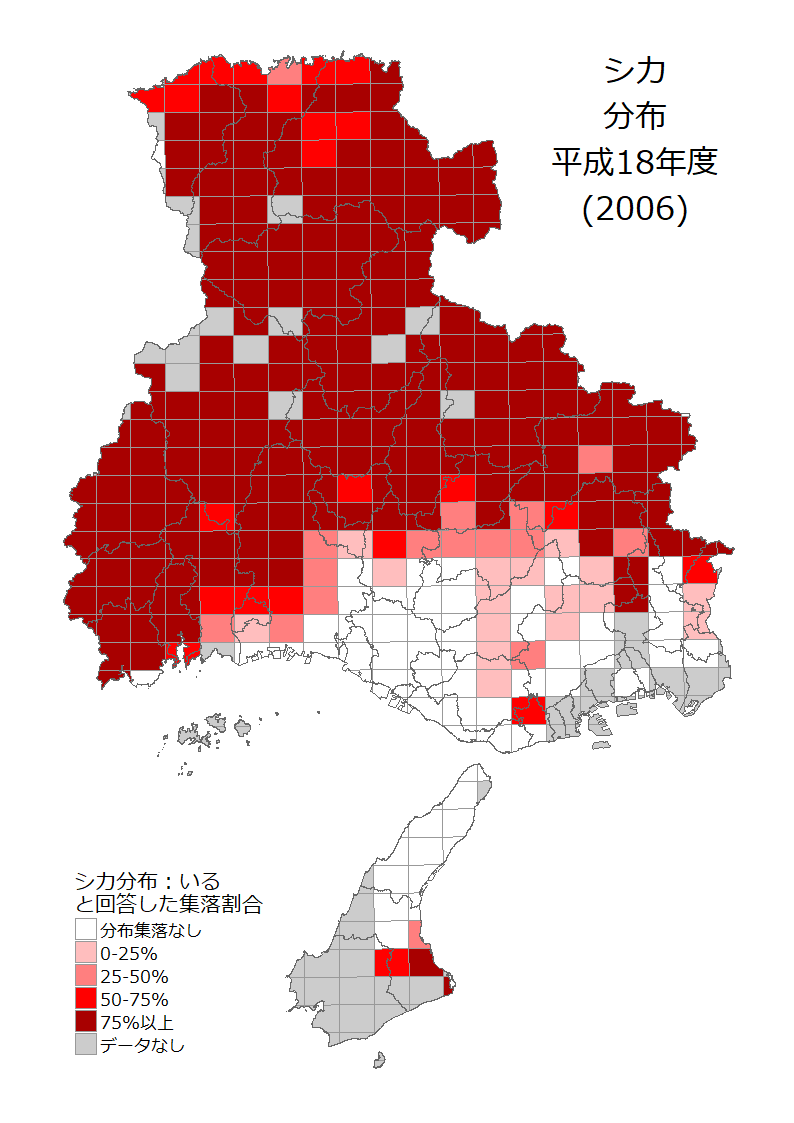 シカ
分布
平成18年度
(2006)
シカ分布：いる
と回答した集落割合
分布集落なし
0-25%
25-50%
50-75%
75%以上
データなし